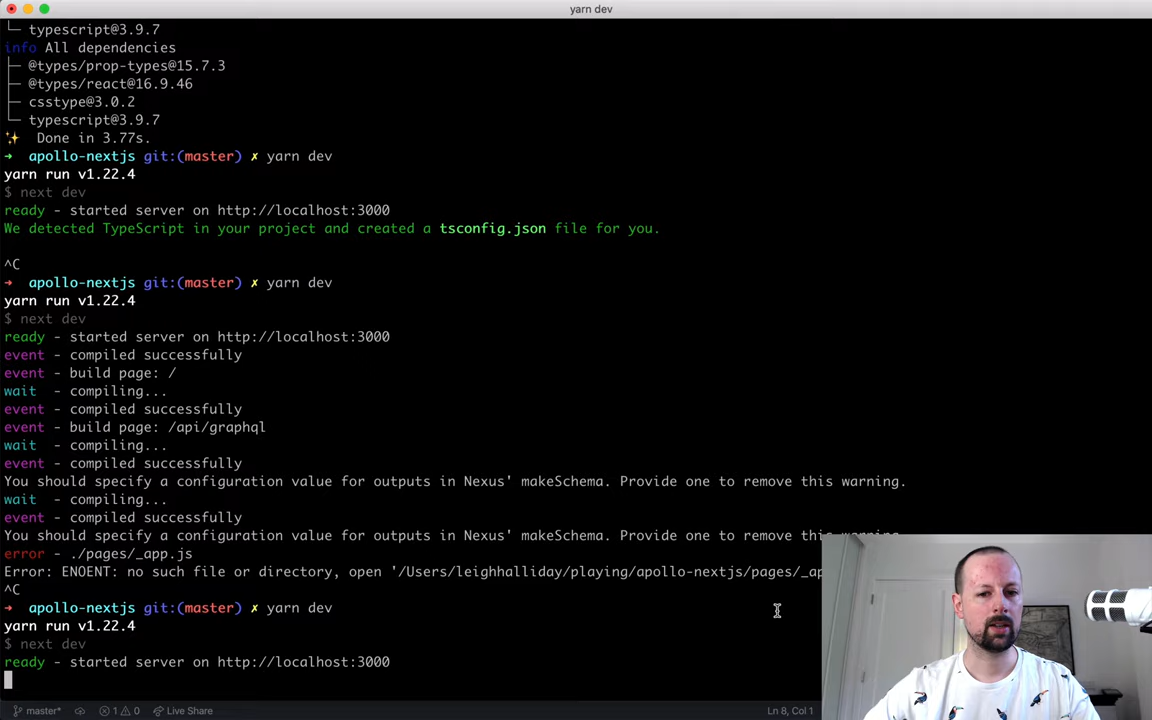 yarn dev
└─ typescript@3.9.7
info All dependencies
├─ @types/prop-types@15.7.3
├─ @types/react@16.9.46
├─ csstype@3.0.2
└─ typescript@3.9.7
✨ Done in 3.77s.
➜ apollo-nextjs git:(master) ✗ yarn dev
yarn run v1.22.4
$ next dev
ready - started server on http://localhost:3000
We detected TypeScript in your project and created a tsconfig.json file for you.
^C
➜ apollo-nextjs git:(master) ✗ yarn dev
yarn run v1.22.4
$ next dev
ready - started server on http://localhost:3000
event - compiled successfully
event - build page: /
wait - compiling...
event - compiled successfully
event - build page: /api/graphql
wait - compiling...
event - compiled successfully
You should specify a configuration value for outputs in Nexus' makeSchema. Provide one to remove this warning.
wait - compiling...
event - compiled successfully
You should specify a configuration value for outputs in Nexus' makeSchema. Provide one to remove this warning.
error - ./pages/_app.js
Error: ENOENT: no such file or directory, open '/Users/leighhalliday/playing/apollo-nextjs/pages/_ap
^C
➜ apollo-nextjs git:(master) ✗ yarn dev
yarn run v1.22.4
$ next dev
ready - started server on http://localhost:3000
master* 1 0 Live Share Ln 8, Col 1